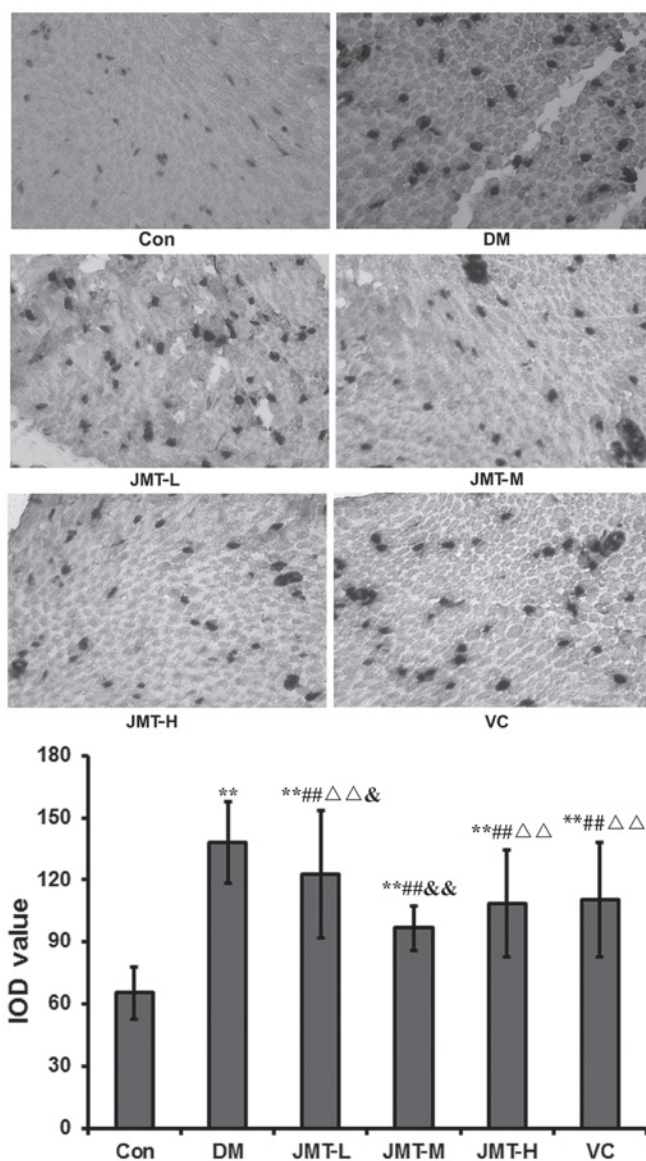 Con DM
JMT-L JMT-M
JMT-H VC
180
150
120
90
60
30
0
IOD value
**
**##△△&
**##&&
**##△△
**##△△
Con DM JMT-L JMT-M JMT-H VC